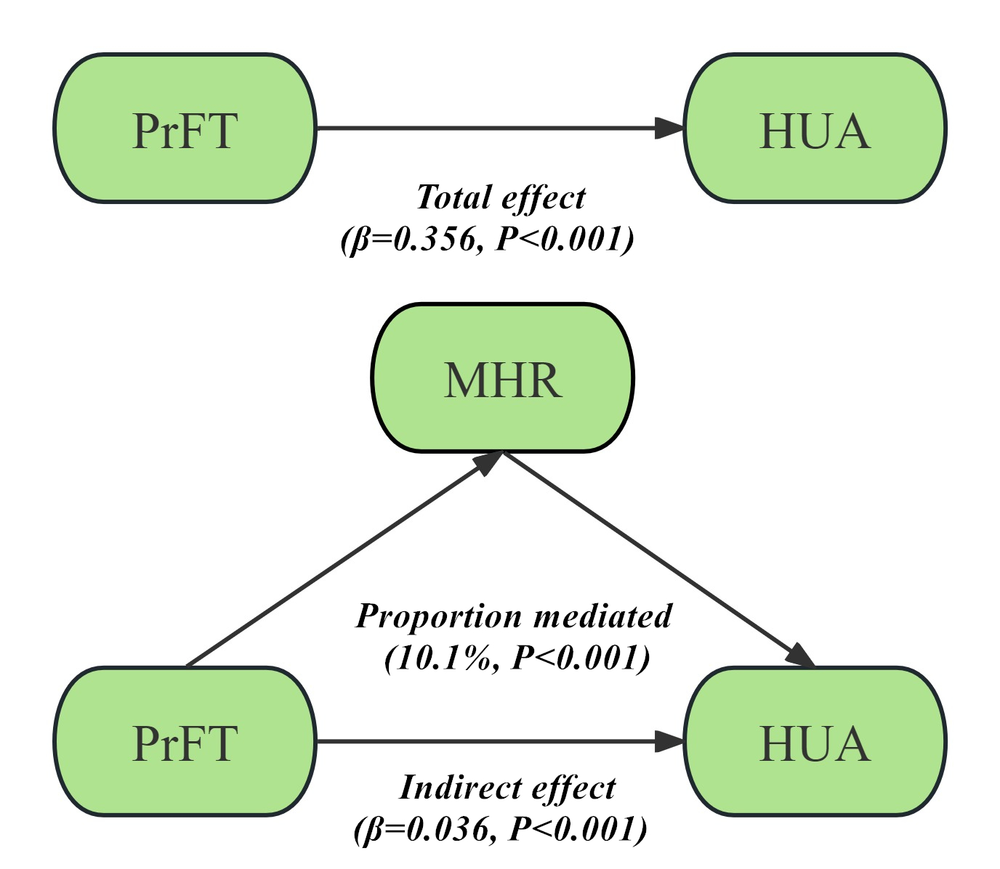 PrFT
HUA
Total effect
(β=0.356, P<0.001)
MHR
Proportion mediated
(10.1%, P<0.001)
PrFT
HUA
Indirect effect
(β=0.036, P<0.001)